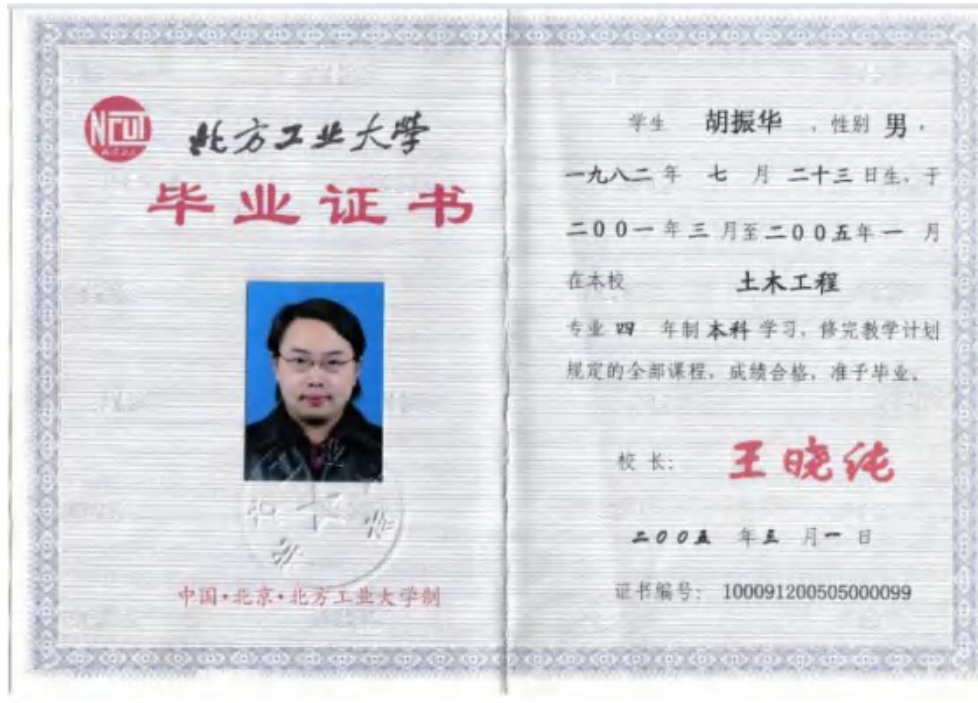 NCUT
北方工业大学
毕业证书
中国·北京·北方工业大学制
学生 胡振华 ,性别 男,
一九八二年 七 月 二十三日生,于
二00一年三月至二00五年一 月
在本校 土木工程
专业 四 年制本科学习,修完教学计划
规定的全部课程,成绩合格,准予毕业。
校 长: 王晓纯
二00五 年三 月一 日
证书编号: 100091200505000099